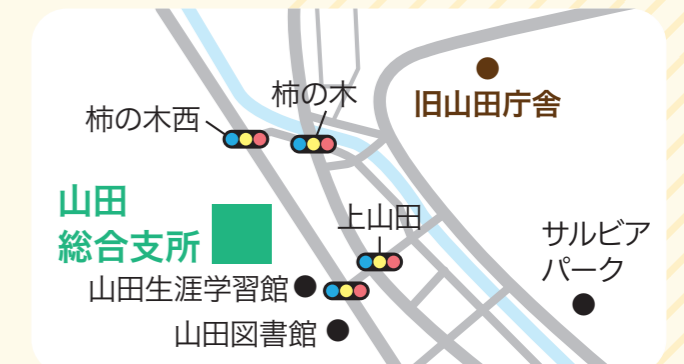 柿の木
柿の木西
旧山田庁舎
山田
総合支所
上山田
サルビア
パーク
山田生涯学習館
山田図書館